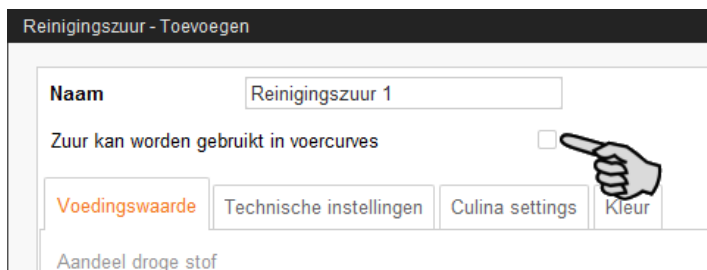 Reinigingszuur - Toevoegen
Naam Reinigingszuur 1
Zuur kan worden gebruikt in voercurves
Voedingswaarde Technische instellingen Culina settings Kleur
Aandeel droge stof